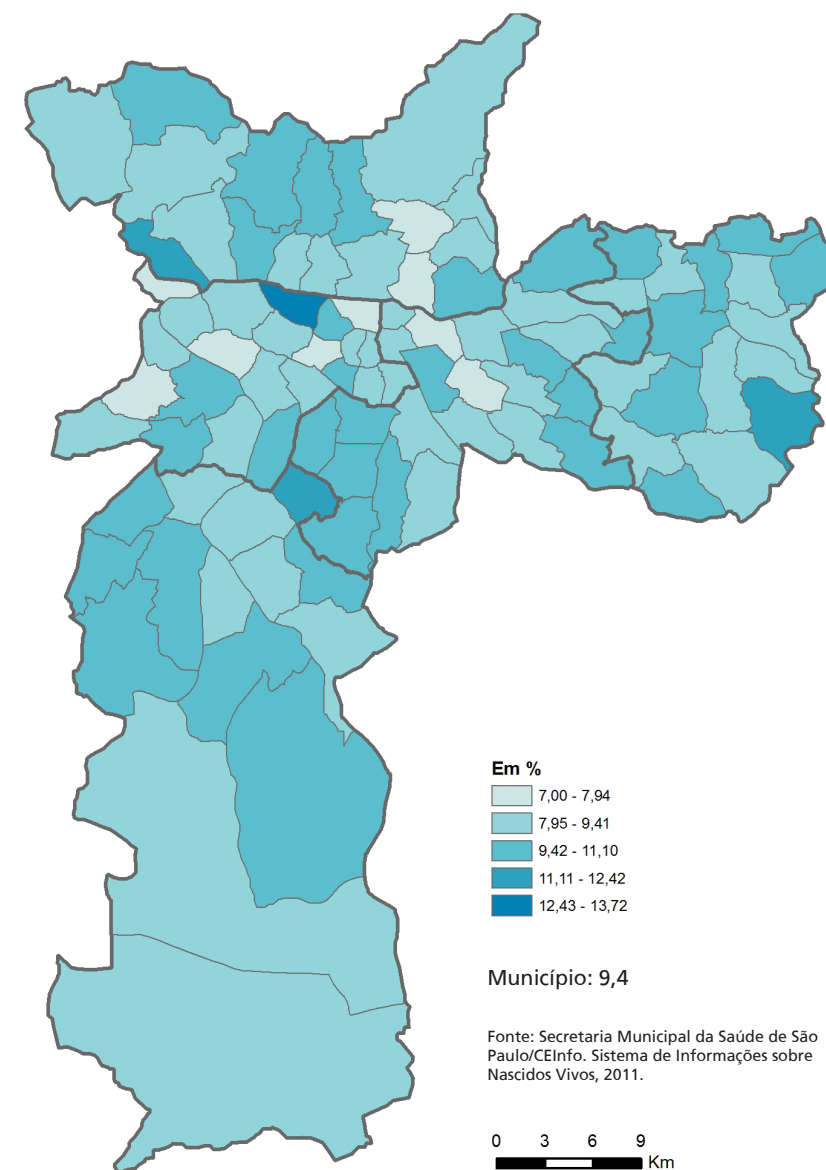 Em %
7,00 - 7,94
7,95 - 9,41
9,42 - 11,10
11,11 - 12,42
12,43 - 13,72
Município: 9,4
Fonte: Secretaria Municipal da Saúde de São
Paulo/CEInfo. Sistema de Informações sobre
Nascidos Vivos, 2011.
0 3 6 9
Km